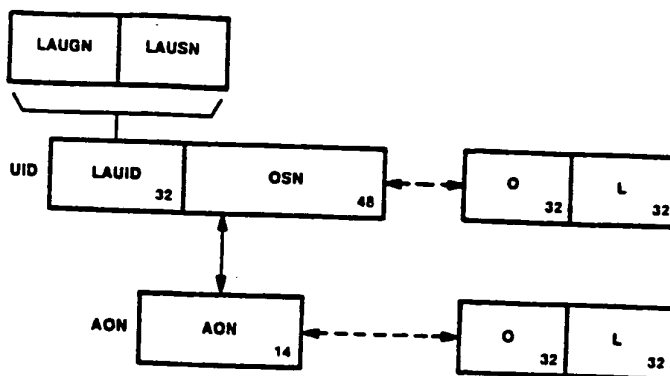 LAUGN LAUSN
UID LAUID 32 OSN 48 O 32 L 32
AON AON 14 O 32 L 32